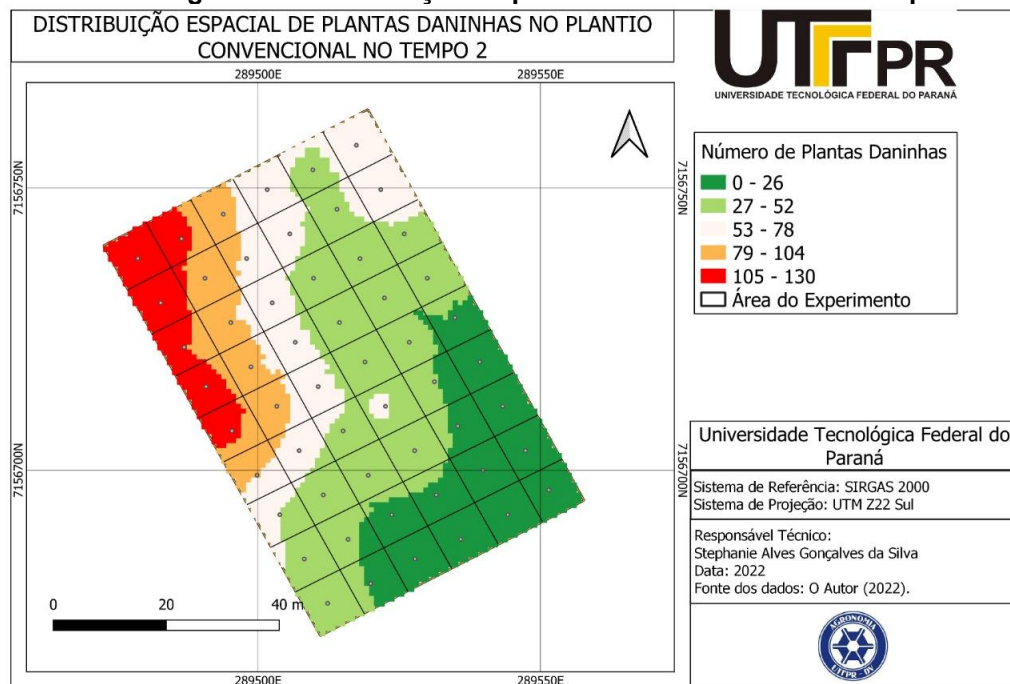 DISTRIBUIÇÃO ESPACIAL DE PLANTAS DANINHAS NO PLANTIO
CONVENCIONAL NO TEMPO 2
289500E
289550E
7156750N
7156750N
7156700N
7156700N
0
20
40 m
289500E
289550E
UTFPR
UNIVERSIDADE TECNOLÓGICA FEDERAL DO PARANÁ
Número de Plantas Daninhas
0 - 26
27 - 52
53 - 78
79 - 104
105 - 130
Área do Experimento
Universidade Tecnológica Federal do
Paraná
Sistema de Referência: SIRGAS 2000
Sistema de Projeção: UTM Z22 Sul
Responsável Técnico:
Stephanie Alves Gonçalves da Silva
Data: 2022
Fonte dos dados: O Autor (2022).
AGRONOMIA
UTFPR - DV